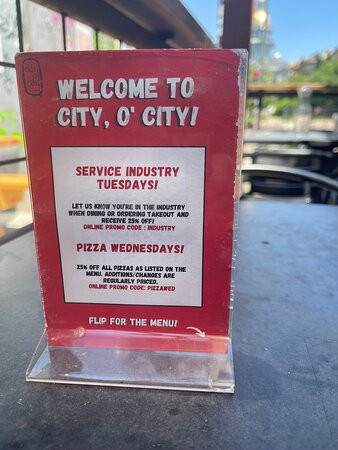 WELCOME TO
CITY, O' CITY!
SERVICE INDUSTRY
TUESDAYS!
LET US KNOW YOU'RE IN THE INDUSTRY
WHEN DINING OR ORDERING TAKEOUT AND
RECEIVE 25% OFF!
ONLINE PROMO CODE : INDUSTRY
PIZZA WEDNESDAYS!
25% OFF ALL PIZZAS AS LISTED ON THE
MENU. ADDITIONS/CHANGES ARE
REGULARLY PRICED.
ONLINE PROMO CODE: PIZZAWED
FLIP FOR THE MENU!